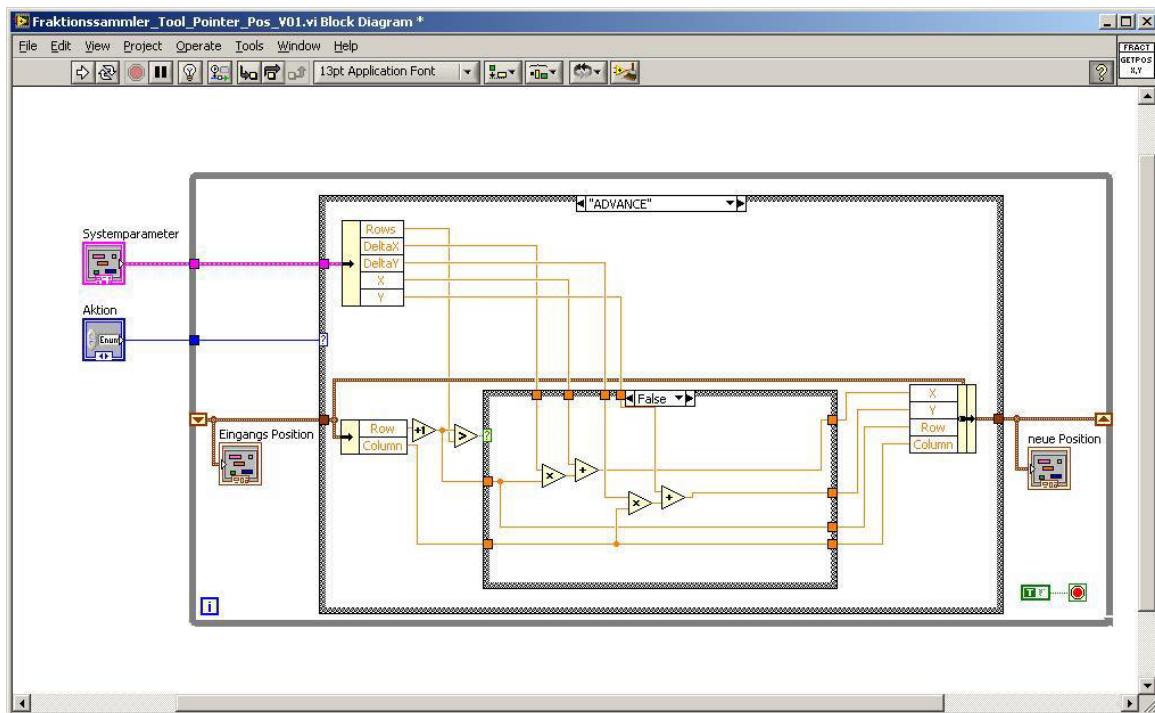 Fraktionssammler_Tool_Pointer_Pos_V01.vi Block Diagram *
File Edit View Project Operate Tools Window Help
FRACT
GETPOS
X,Y
13pt Application Font
?
"ADVANCE"
Systemparameter
Rows
DeltaX
DeltaY
X
Y
Aktion
Enum
?
False
Row
Column
+1
>
?
X
Y
Row
Column
Eingangs Position
neue Position
x
+
x
+
i
T F